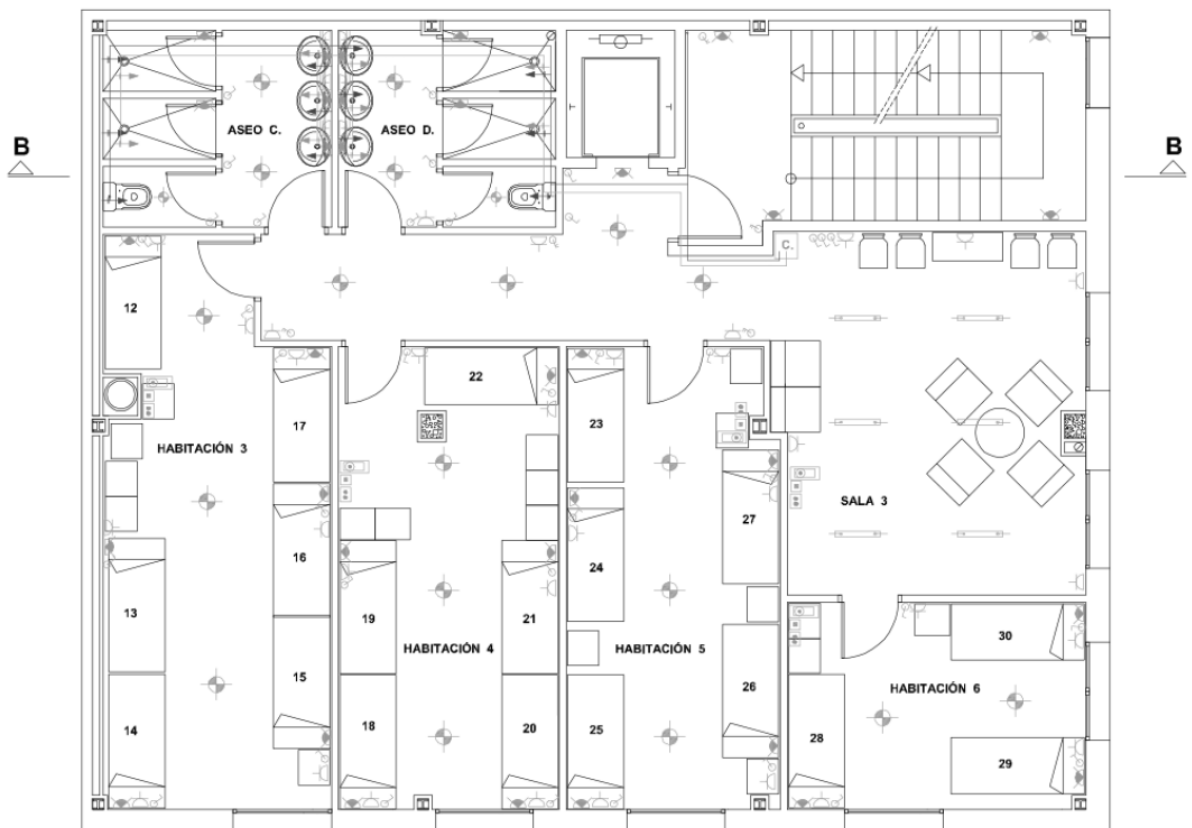 B
B
ASEO C.
ASEO D.
C.
12
22
17
23
HABITACIÓN 3
27
SALA 3
16
24
13
19
21
30
HABITACIÓN 4
HABITACIÓN 5
15
26
HABITACIÓN 6
14
18
20
25
28
29